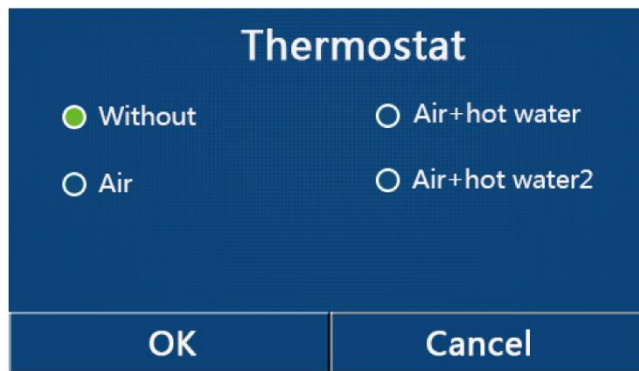 Thermostat
Without
Air+hot water
Air
Air+hot water2
OK
Cancel